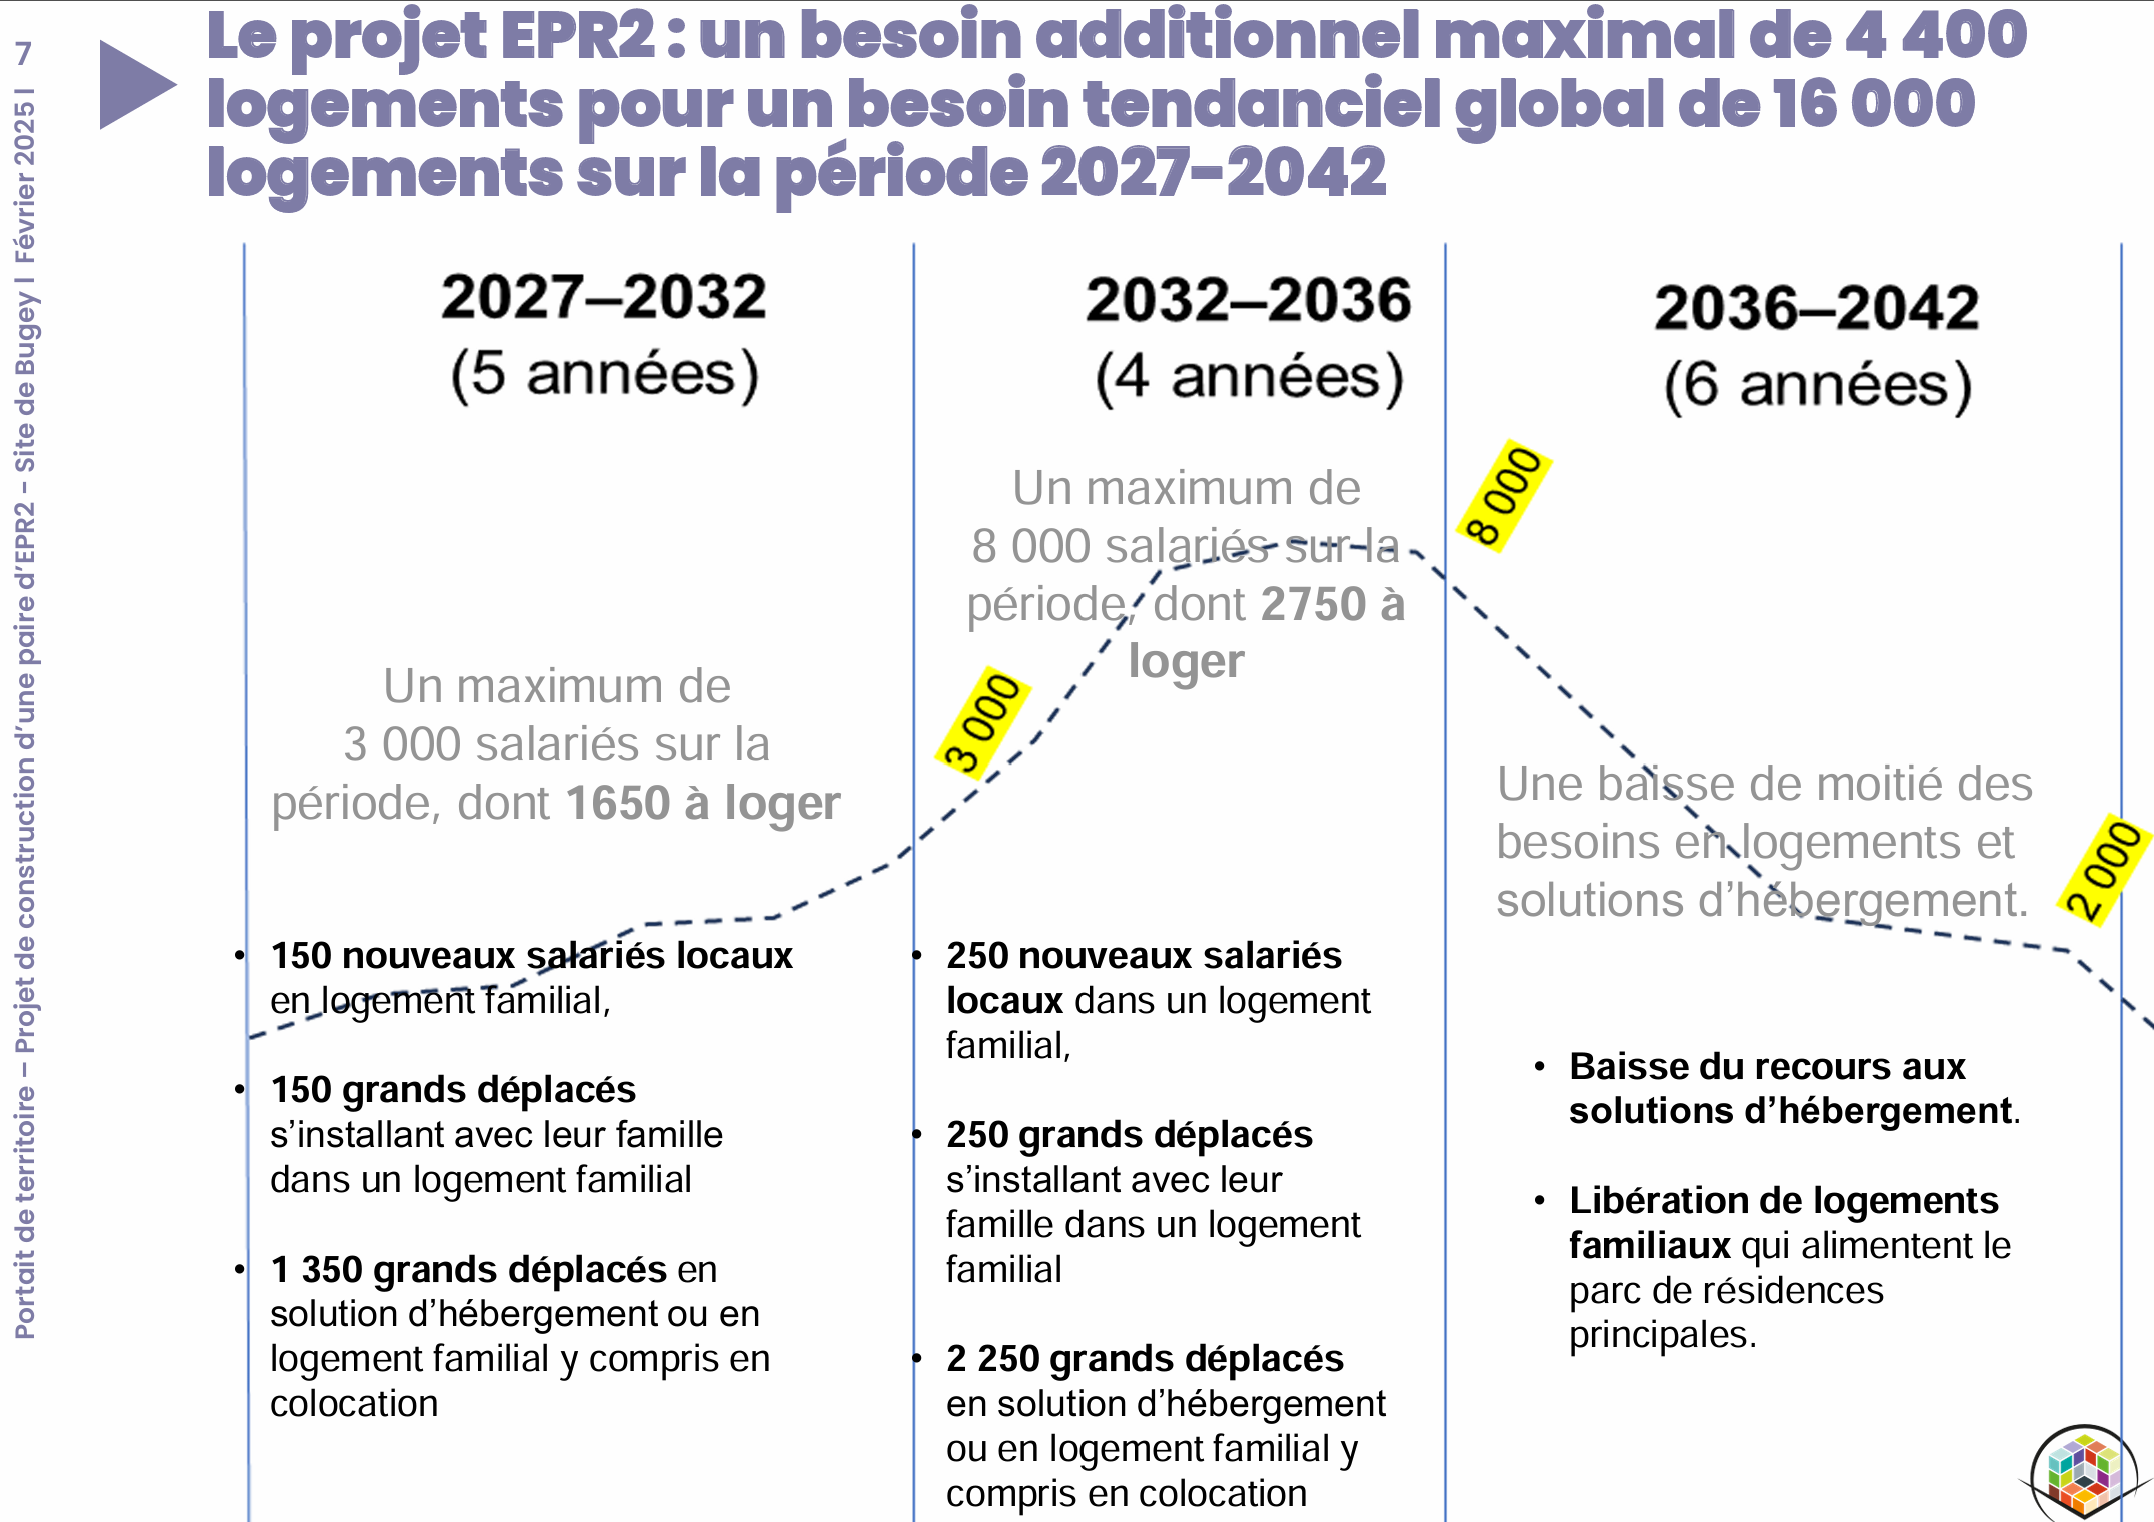 7
Portait de territoire – Projet de construction d'une paire d'EPR2 – Site de Bugey I Février 2025 I
Le projet EPR2 : un besoin additionnel maximal de 4 400
logements pour un besoin tendanciel global de 16 000
logements sur la période 2027-2042
2027–2032
(5 années)
Un maximum de
3 000 salariés sur la
période, dont 1650 à loger
• 150 nouveaux salariés locaux
en logement familial,
• 150 grands déplacés
s'installant avec leur famille
dans un logement familial
• 1 350 grands déplacés en
solution d'hébergement ou en
logement familial y compris en
colocation
2032–2036
(4 années)
Un maximum de
8 000 salariés sur la
période, dont 2750 à
loger
3 000
• 250 nouveaux salariés
locaux dans un logement
familial,
• 250 grands déplacés
s'installant avec leur
famille dans un logement
familial
• 2 250 grands déplacés
en solution d'hébergement
ou en logement familial y
compris en colocation
2036–2042
(6 années)
8 000
Une baisse de moitié des
besoins en logements et
solutions d'hébergement.
2 000
• Baisse du recours aux
solutions d'hébergement.
• Libération de logements
familiaux qui alimentent le
parc de résidences
principales.